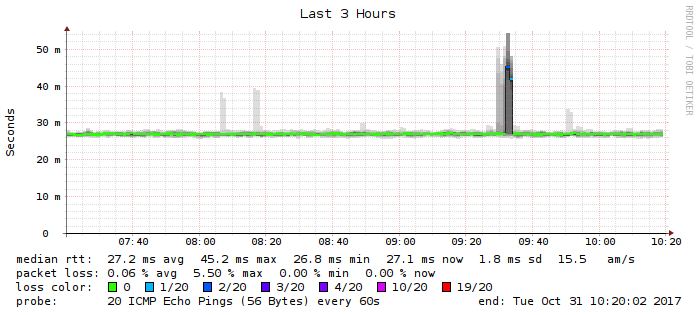 Last 3 Hours
RRDTOOL / TOBI OETIKER
Seconds
50 m
40 m
30 m
20 m
10 m
0
07:40 08:00 08:20 08:40 09:00 09:20 09:40 10:00 10:20
median rtt: 27.2 ms avg 45.2 ms max 26.8 ms min 27.1 ms now 1.8 ms sd 15.5 am/s
packet loss: 0.06 % avg 5.50 % max 0.00 % min 0.00 % now
loss color: 0 1/20 2/20 3/20 4/20 10/20 19/20
probe: 20 ICMP Echo Pings (56 Bytes) every 60s end: Tue Oct 31 10:20:02 2017